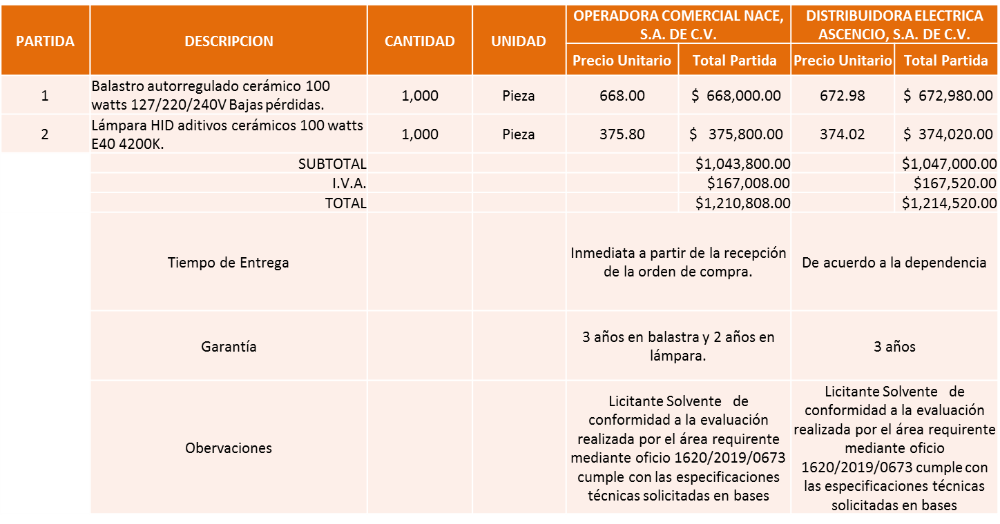 PARTIDA
DESCRIPCION
CANTIDAD
UNIDAD
OPERADORA COMERCIAL NACE,
S.A. DE C.V.
DISTRIBUIDORA ELECTRICA
ASCENCIO, S.A. DE C.V.
Precio Unitario
Total Partida
Precio Unitario
Total Partida
1
Balastro autorregulado cerámico 100
watts 127/220/240V Bajas pérdidas.
1,000
Pieza
668.00
$ 668,000.00
672.98
$ 672,980.00
2
Lámpara HID aditivos cerámicos 100 watts
E40 4200K.
1,000
Pieza
375.80
$ 375,800.00
374.02
$ 374,020.00
SUBTOTAL
$1,043,800.00
$1,047,000.00
I.V.A.
$167,008.00
$167,520.00
TOTAL
$1,210,808.00
$1,214,520.00
Tiempo de Entrega
Inmediata a partir de la recepción
de la orden de compra.
De acuerdo a la dependencia
Garantía
3 años en balastra y 2 años en
lámpara.
3 años
Obervaciones
Licitante Solvente de
conformidad a la evaluación
realizada por el área requirente
mediante oficio 1620/2019/0673
cumple con las especificaciones
técnicas solicitadas en bases
Licitante Solvente de
conformidad a la evaluación
realizada por el área requirente
mediante oficio
1620/2019/0673 cumple con
las especificaciones técnicas
solicitadas en bases